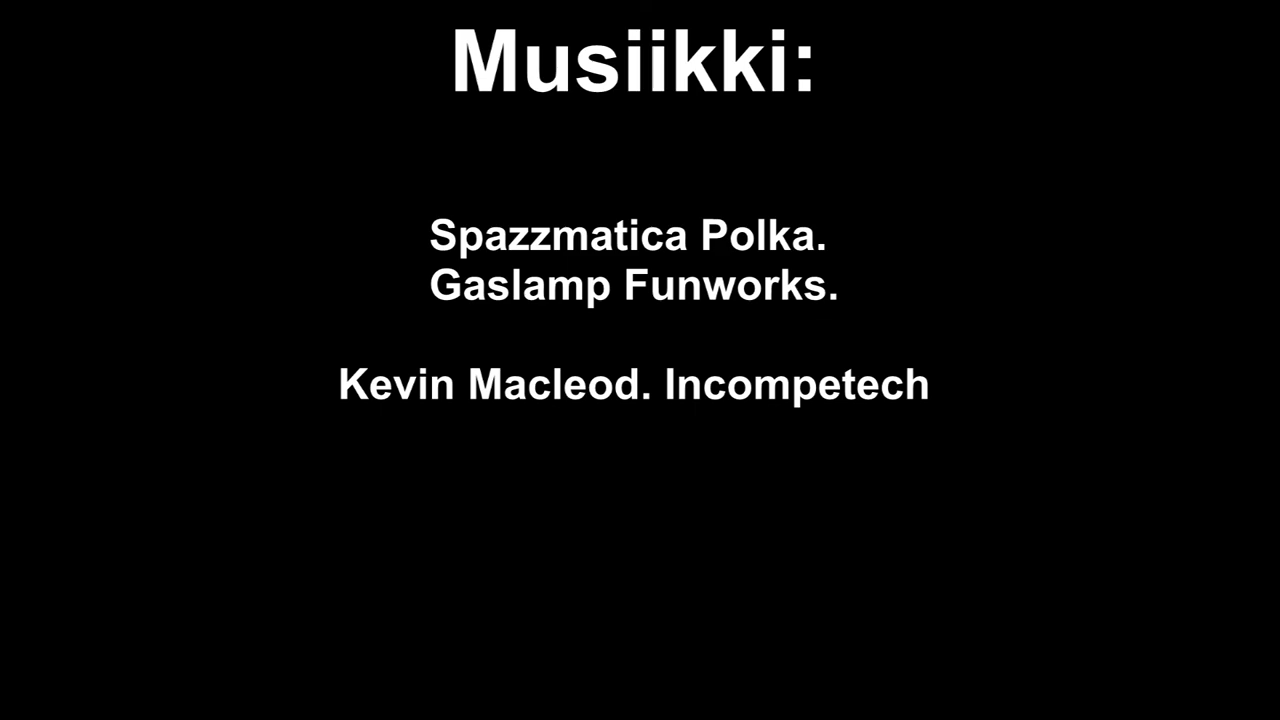 Musiikki:
Spazzmatica Polka.
Gaslamp Funworks.
Kevin Macleod. Incompetech